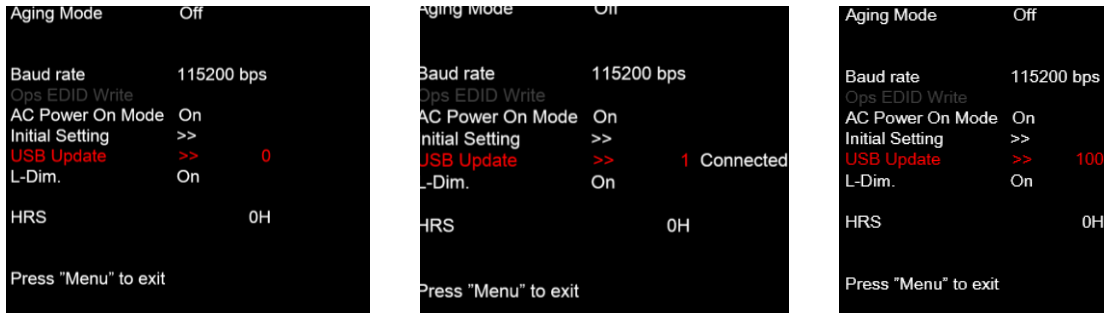 Aging Mode Off
Baud rate 115200 bps
Ops EDID Write
AC Power On Mode On
Initial Setting >>
USB Update >> 0
L-Dim. On
HRS 0H
Press "Menu" to exit
Aging Mode Off
Baud rate 115200 bps
Ops EDID Write
AC Power On Mode On
Initial Setting >>
USB Update >> 1 Connected
L-Dim. On
HRS 0H
Press "Menu" to exit
Aging Mode Off
Baud rate 115200 bps
Ops EDID Write
AC Power On Mode On
Initial Setting >>
USB Update >> 100
L-Dim. On
HRS 0H
Press "Menu" to exit